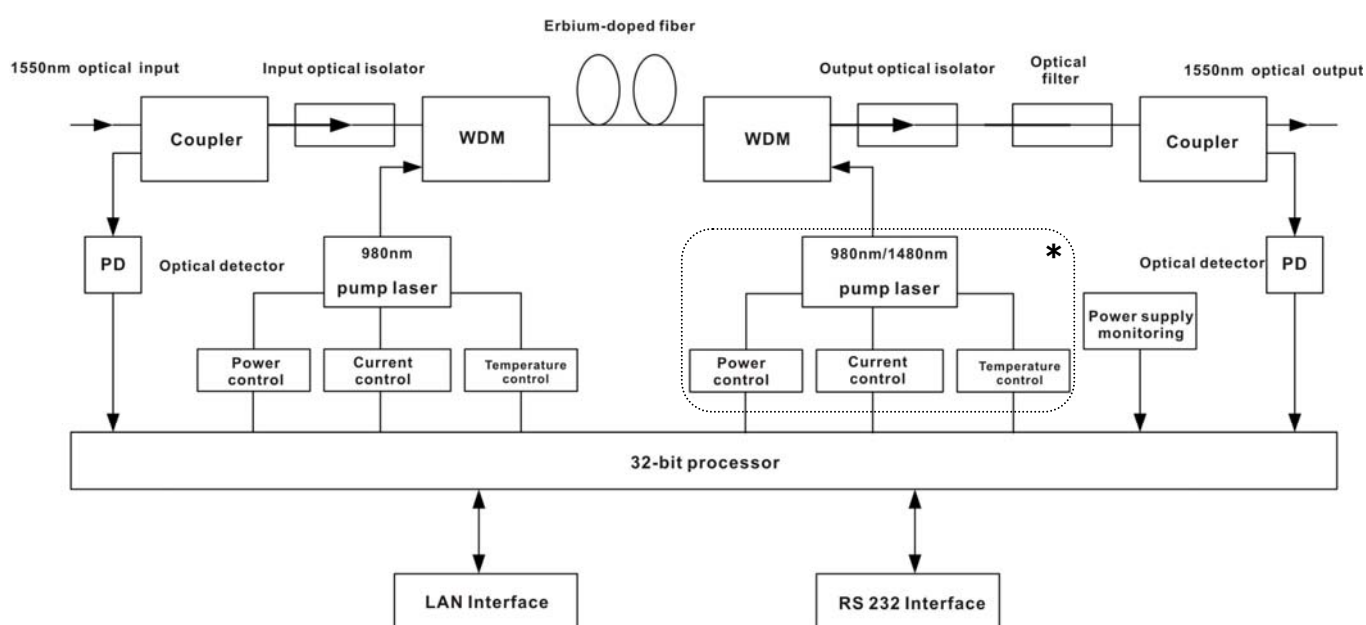 Erbium-doped fiber
1550nm optical input
Input optical isolator
Output optical isolator
Optical
filter
1550nm optical output
Coupler
WDM
WDM
Coupler
PD
Optical detector
980nm
pump laser
980nm/1480nm
pump laser
*
Optical detector
PD
Power supply
monitoring
Power
control
Current
control
Temperature
control
Power
control
Current
control
Temperature
control
32-bit processor
LAN Interface
RS 232 Interface